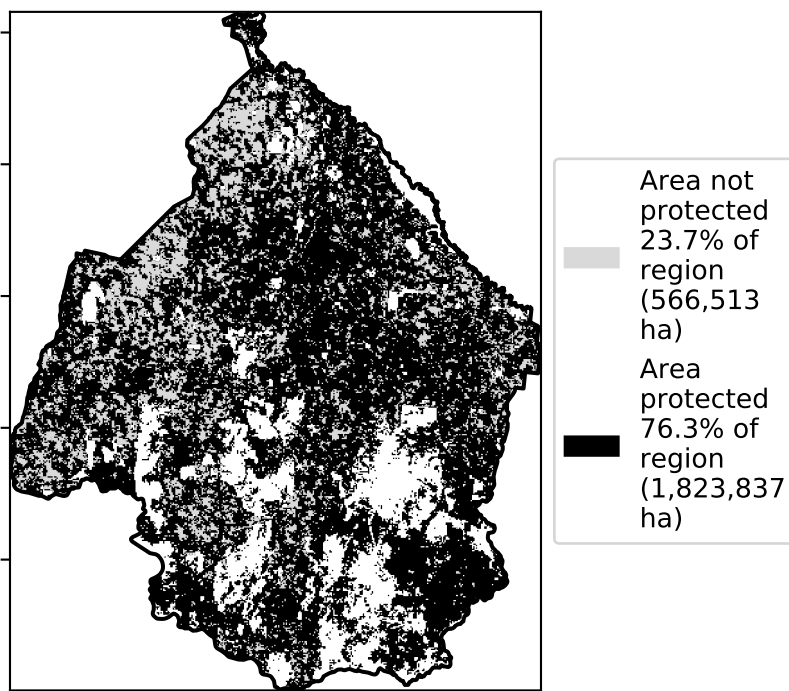 Area not
protected
23.7% of
region
(566,513
ha)
Area
protected
76.3% of
region
(1,823,837
ha)